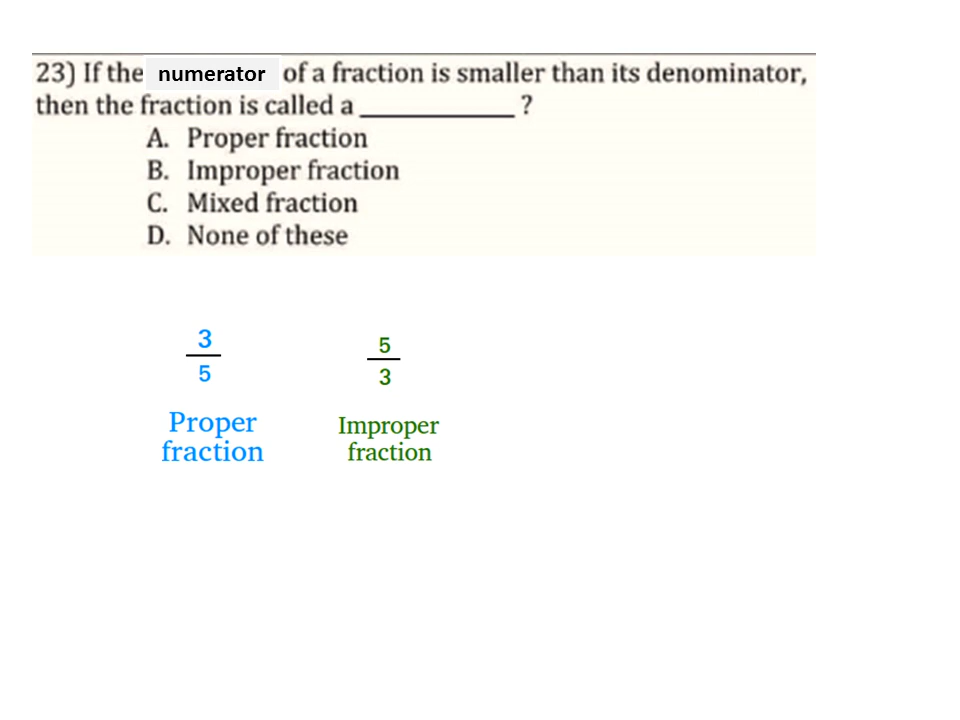 23) If the numerator of a fraction is smaller than its denominator,
then the fraction is called a ____________ ?
A. Proper fraction
B. Improper fraction
C. Mixed fraction
D. None of these
3
5
Proper
fraction
5
3
Improper
fraction